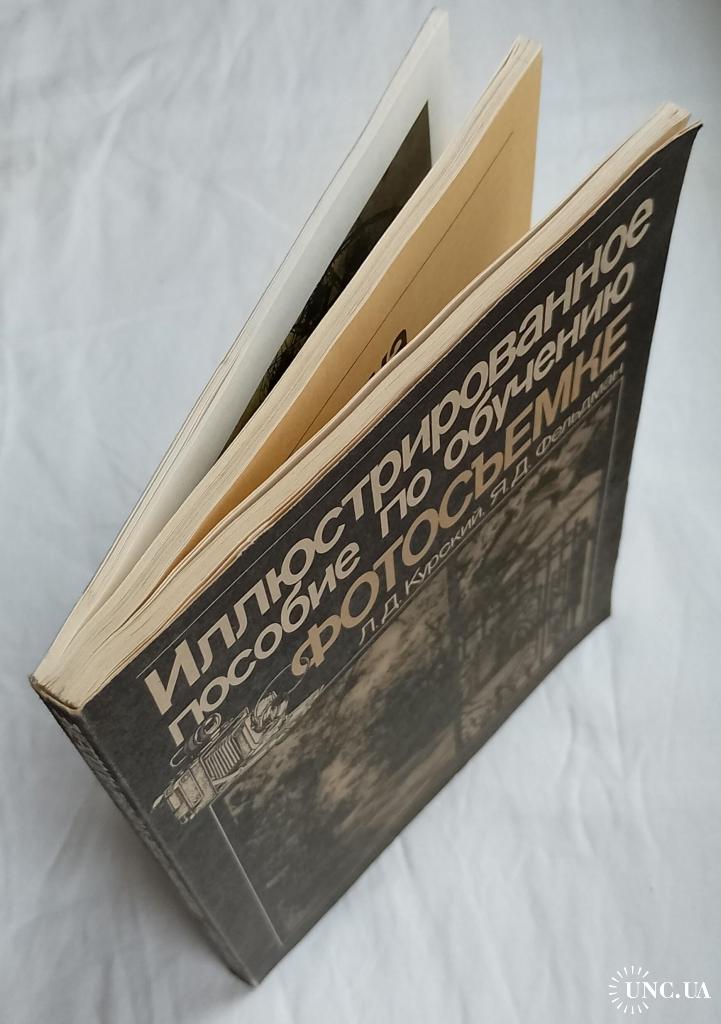 Иллюстрированное
пособие по обучению
ФОТОСЪЕМКЕ
Л.Д. Курский, Я.Д. Фельдман
UNC.UA